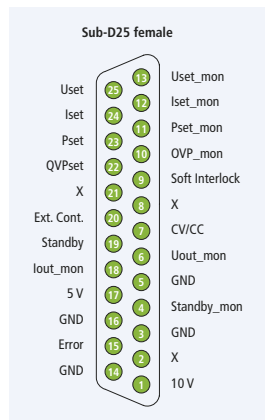 Sub-D25 female
13 Uset_mon
Uset 25
12 Iset_mon
Iset 24
11 Pset_mon
Pset 23
10 OVP_mon
QVPset 22
9 Soft Interlock
X 21
8 X
Ext. Cont. 20
7 CV/CC
Standby 19
6 Uout_mon
Iout_mon 18
5 GND
5 V 17
4 Standby_mon
GND 16
3 GND
Error 15
2 X
GND 14
1 10 V